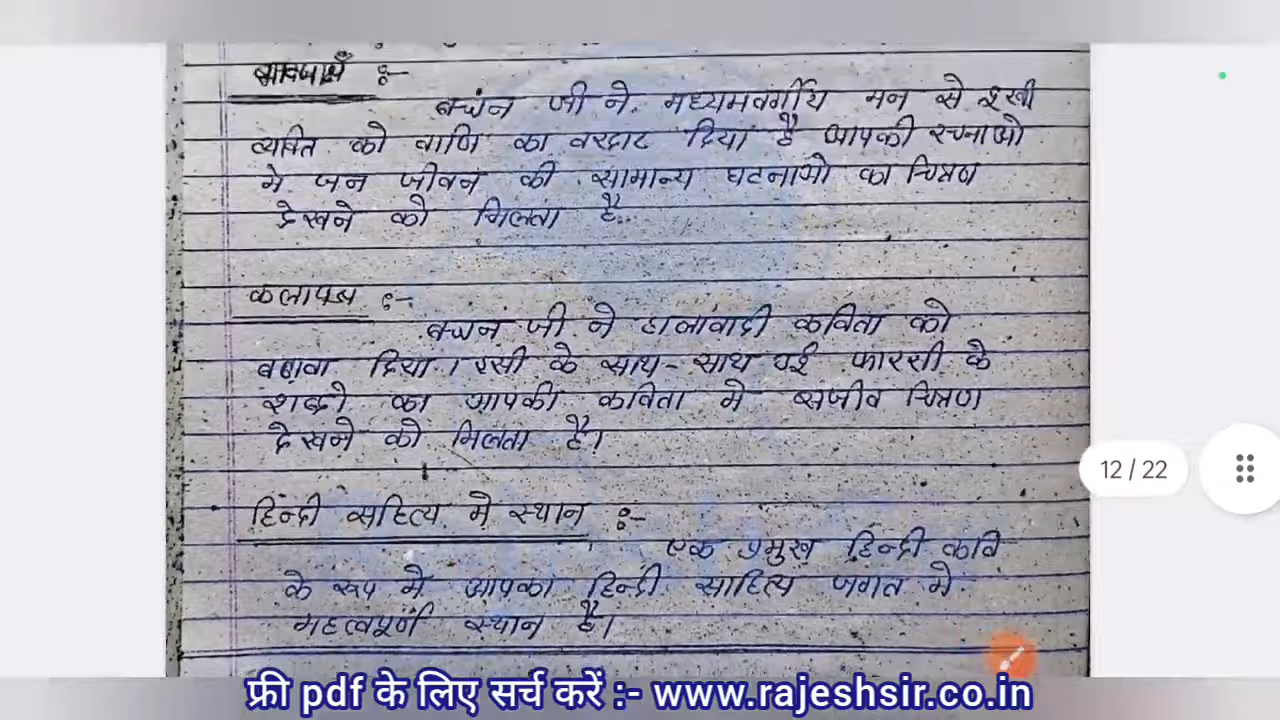 भावपक्ष :-
बच्चन जी ने मध्यमवर्गीय मन से दुखी
व्यक्ति को वाणि का वरदाट दिया है आपकी रचनाओ
मे जन जीवन की सामान्य घटनाओ का चित्रण
देखने को मिलता है।
कलापक्ष :-
बच्चन जी ने हालावादी कविता को
बढ़ावा दिया। इसी के साथ-साथ उर्दू फारसी के
शब्दो का आपकी कविता मे सजीव चित्रण
देखने को मिलता है।
हिन्दी सहित्य मे स्थान :-
एक प्रमुख हिन्दी कवि
के रूप मे आपका हिन्दी साहित्य जगत मे
महत्वपूर्ण स्थान है।
12 / 22
फ्री pdf के लिए सर्च करें :- www.rajeshsir.co.in